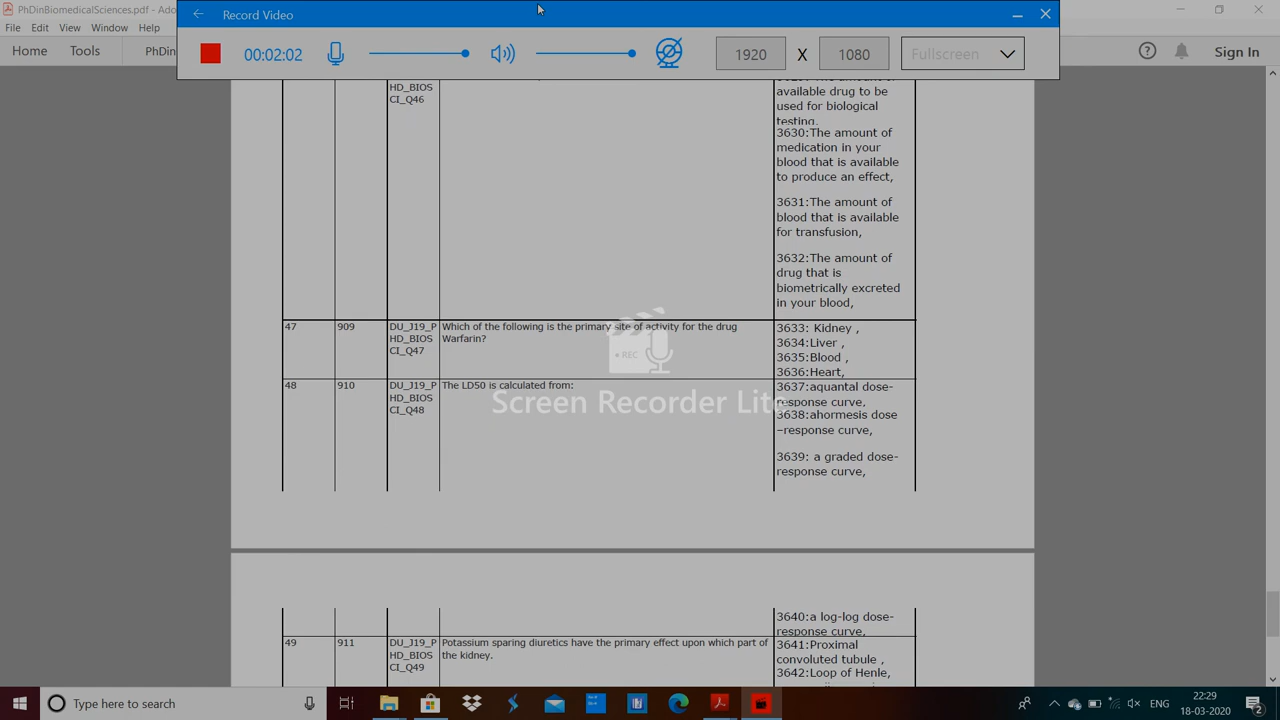 PhDinBiomedicalSciences.pdf - Ado
Record Video
File Edit View Window Help
00:02:02
1920 X 1080 Fullscreen
Home Tools PhDin
Sign In
HD_BIOS
CI_Q46
available drug to be
used for biological
testing.
3630:The amount of
medication in your
blood that is available
to produce an effect,
3631:The amount of
blood that is available
for transfusion,
3632:The amount of
drug that is
biometrically excreted
in your blood,
47 909 DU_J19_P
HD_BIOS
CI_Q47
Which of the following is the primary site of activity for the drug
Warfarin?
3633: Kidney ,
3634:Liver ,
3635:Blood ,
3636:Heart,
48 910 DU_J19_P
HD_BIOS
CI_Q48
The LD50 is calculated from:
3637:aquantal dose-
response curve,
3638:ahormesis dose
–response curve,
3639: a graded dose-
response curve,
REC
Screen Recorder Lite
3640:a log-log dose-
response curve,
49 911 DU_J19_P
HD_BIOS
CI_Q49
Potassium sparing diuretics have the primary effect upon which part of
the kidney.
3641:Proximal
convoluted tubule ,
3642:Loop of Henle,
Type here to search
ENG
22:29
18-03-2020
2